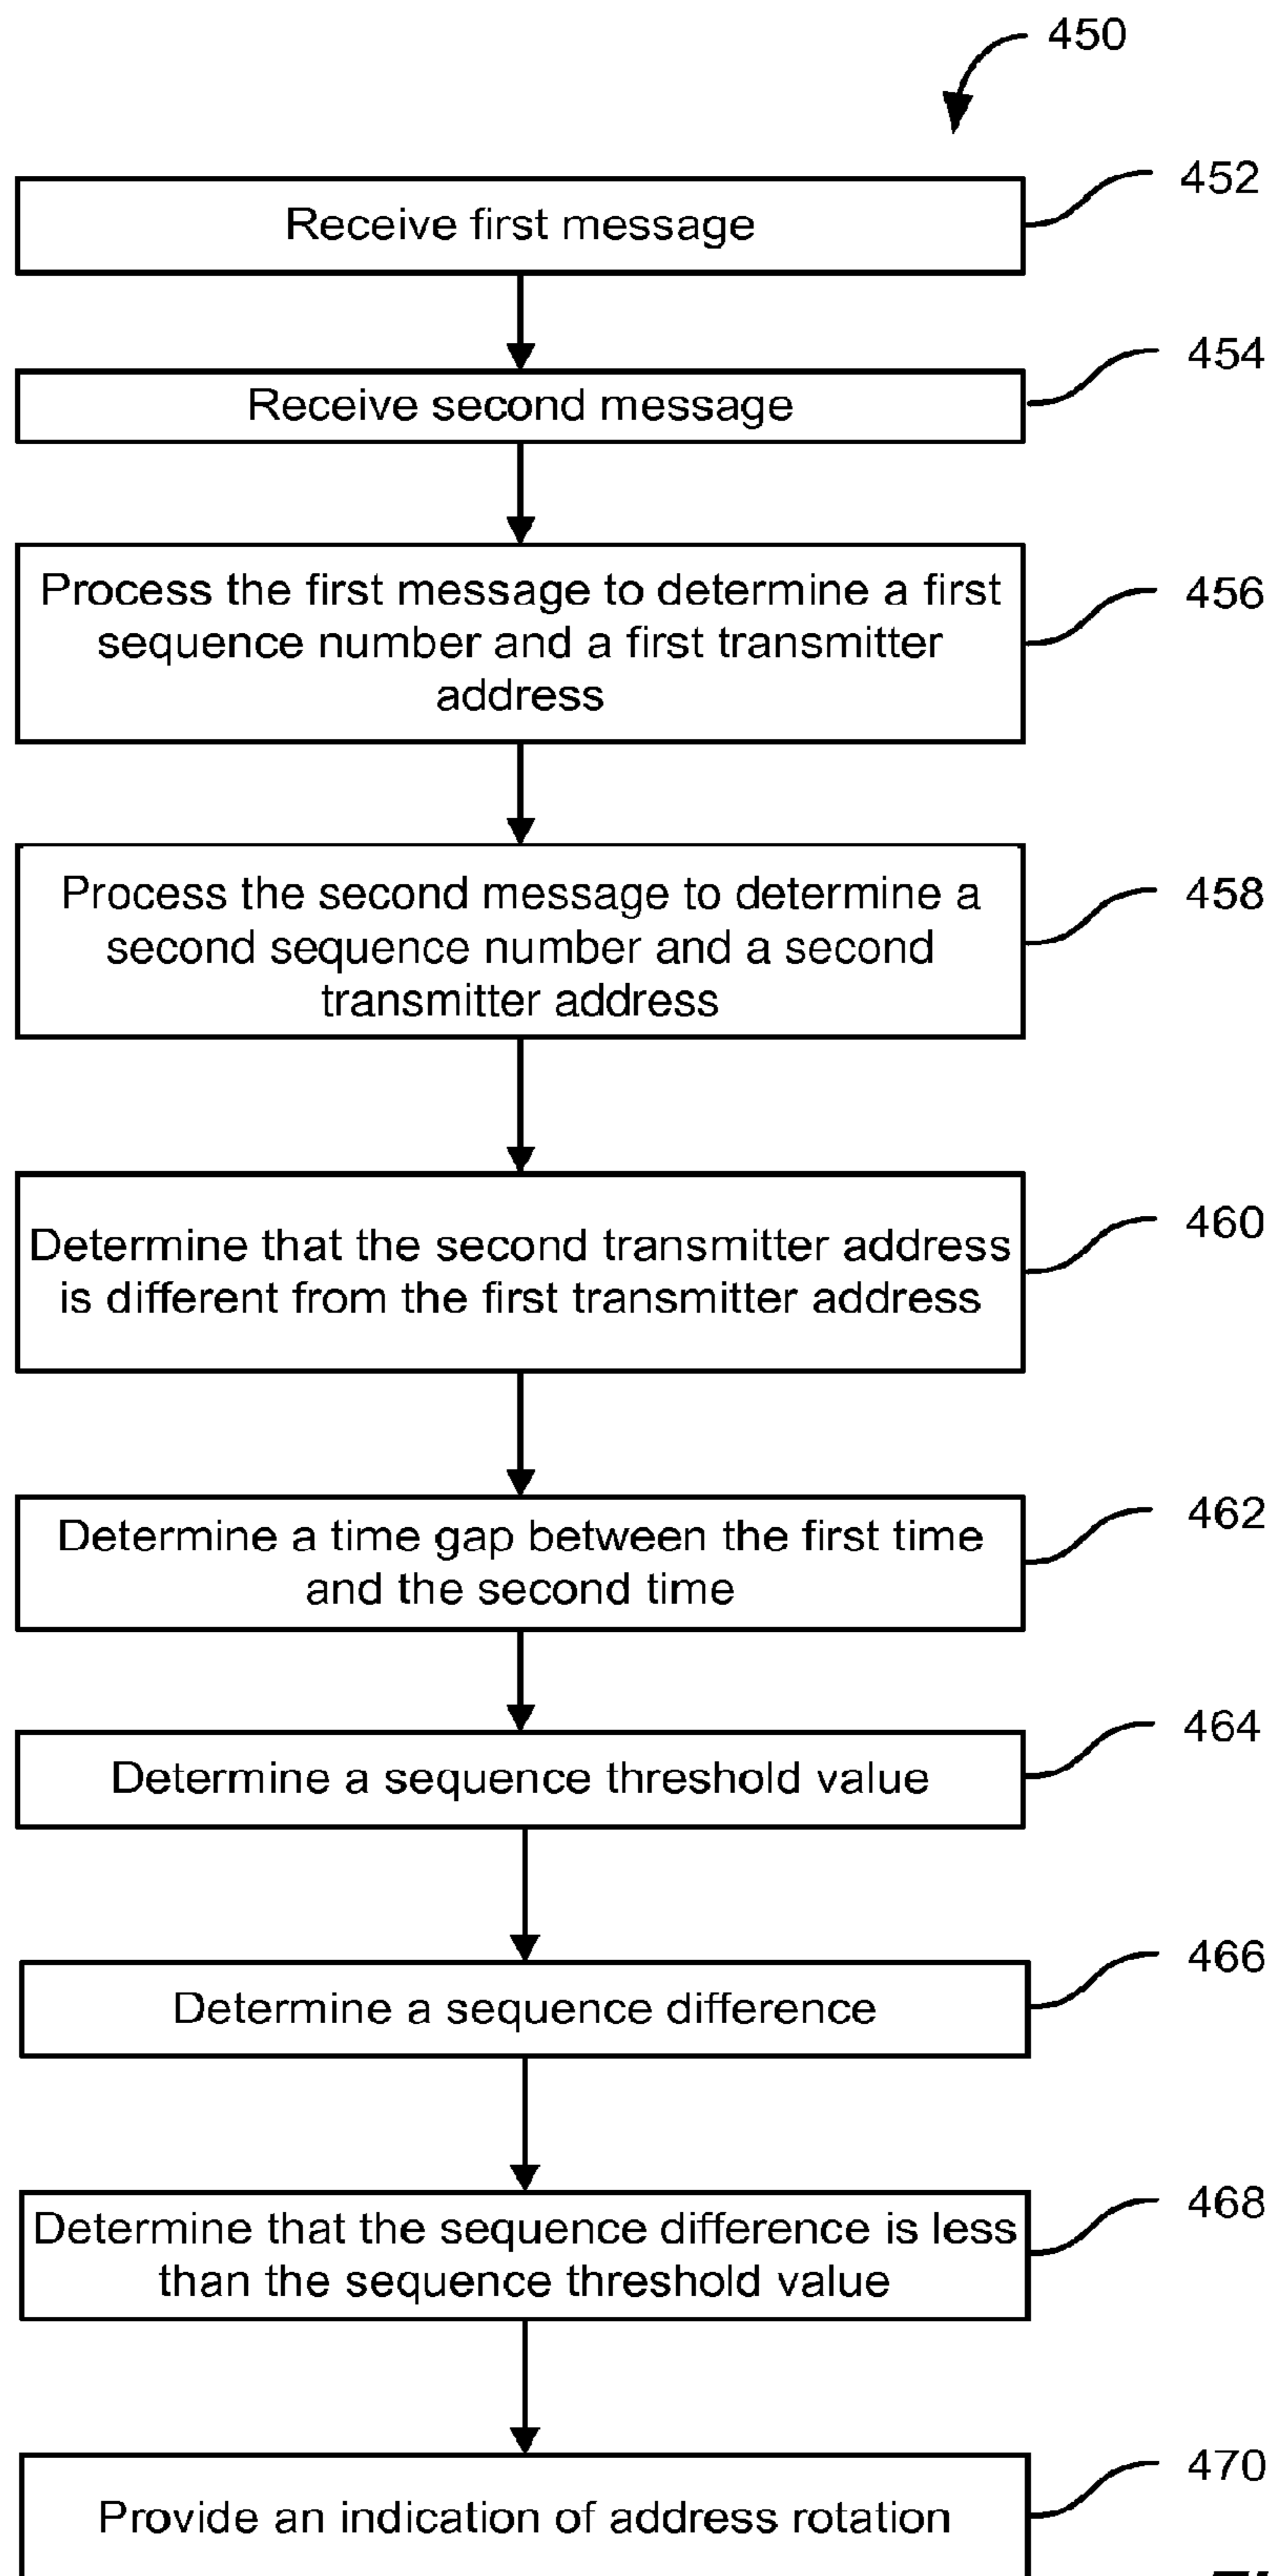 450
452
Receive first message
454
Receive second message
456
Process the first message to determine a first
sequence number and a first transmitter
address
458
Process the second message to determine a
second sequence number and a second
transmitter address
460
Determine that the second transmitter address
is different from the first transmitter address
462
Determine a time gap between the first time
and the second time
464
Determine a sequence threshold value
466
Determine a sequence difference
468
Determine that the sequence difference is less
than the sequence threshold value
470
Provide an indication of address rotation